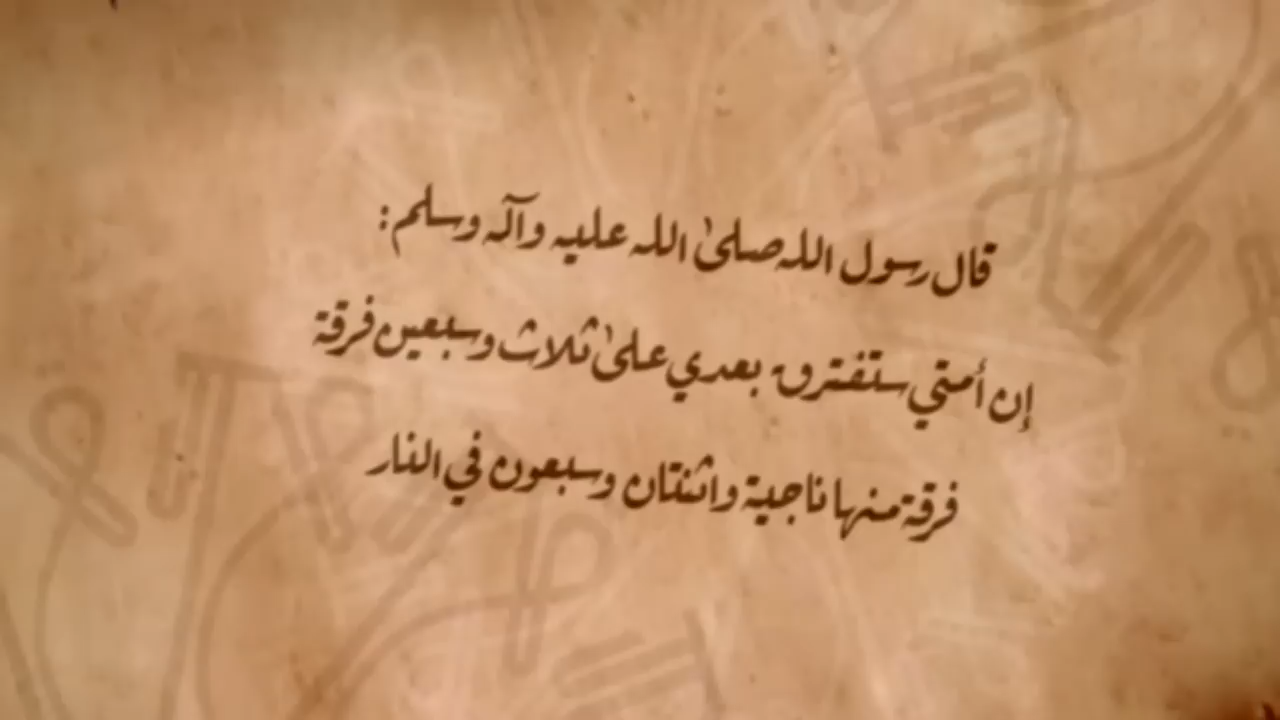 قال رسول الله صلى الله عليه وآله وسلم :
إن أمتي ستفترق بعدي على ثلاث وسبعين فرقة
فرقة منها ناجية واثنتان وسبعون في النار